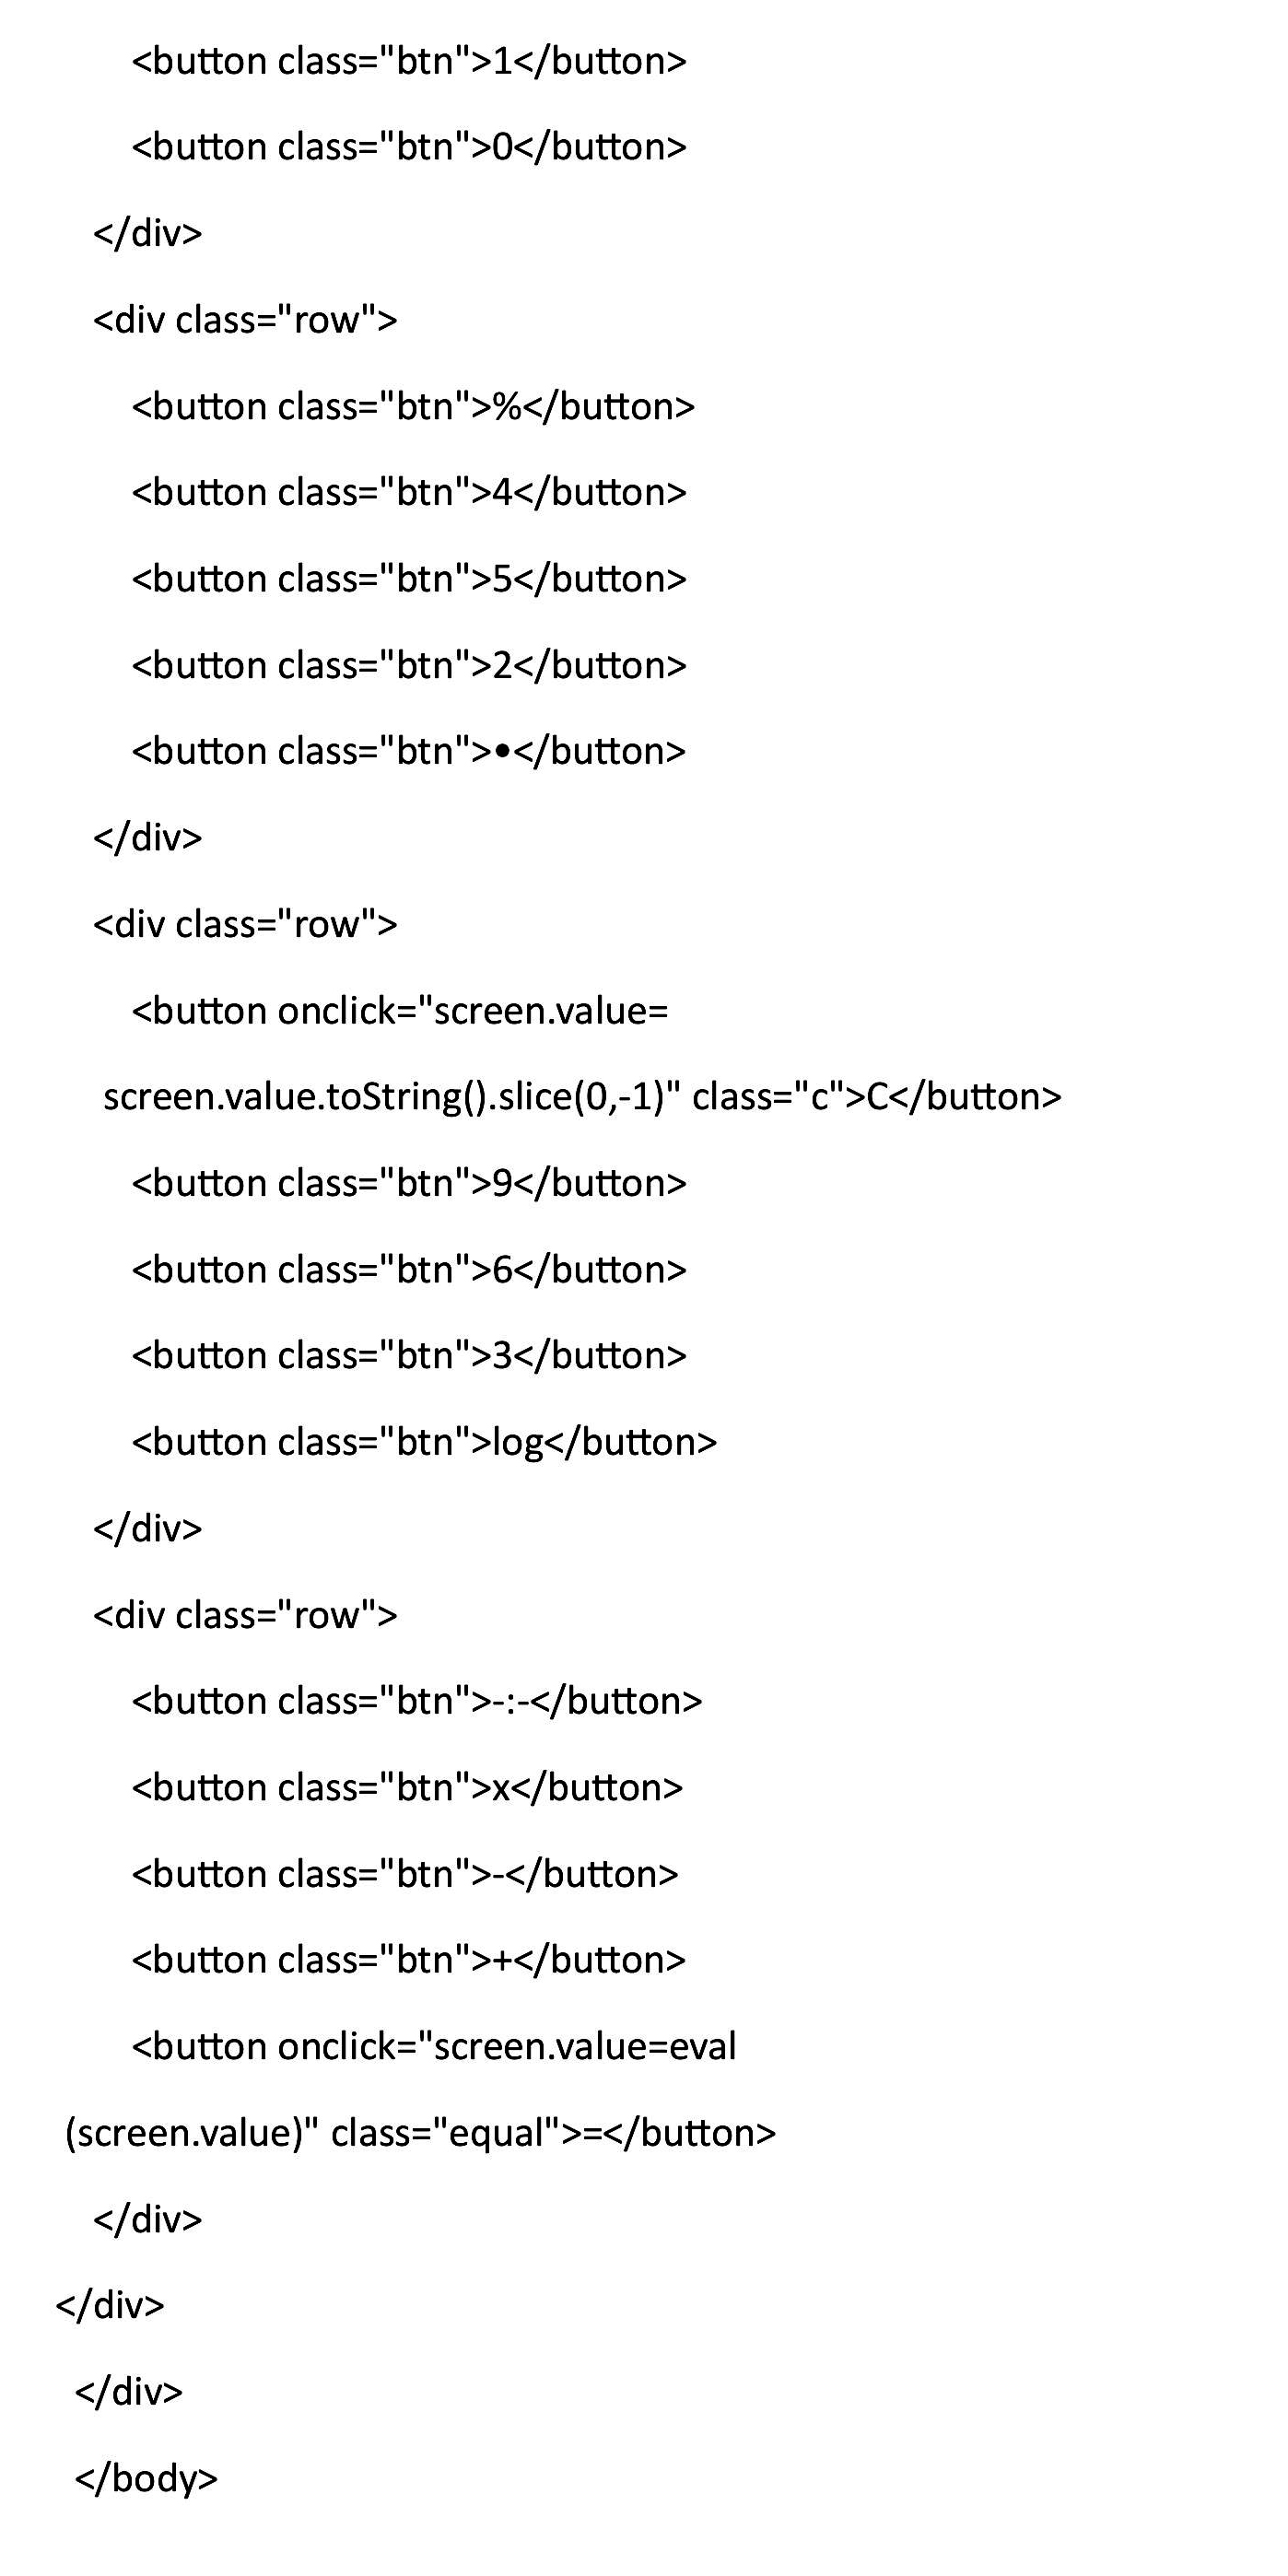 <button class="btn">1</button>
<button class="btn">0</button>
</div>
<div class="row">
<button class="btn">%</button>
<button class="btn">4</button>
<button class="btn">5</button>
<button class="btn">2</button>
<button class="btn">•</button>
</div>
<div class="row">
<button onclick="screen.value=
screen.value.toString().slice(0,-1)" class="c">C</button>
<button class="btn">9</button>
<button class="btn">6</button>
<button class="btn">3</button>
<button class="btn">log</button>
</div>
<div class="row">
<button class="btn">-:-</button>
<button class="btn">x</button>
<button class="btn">-</button>
<button class="btn">+</button>
<button onclick="screen.value=eval
(screen.value)" class="equal">=</button>
</div>
</div>
</div>
</body>